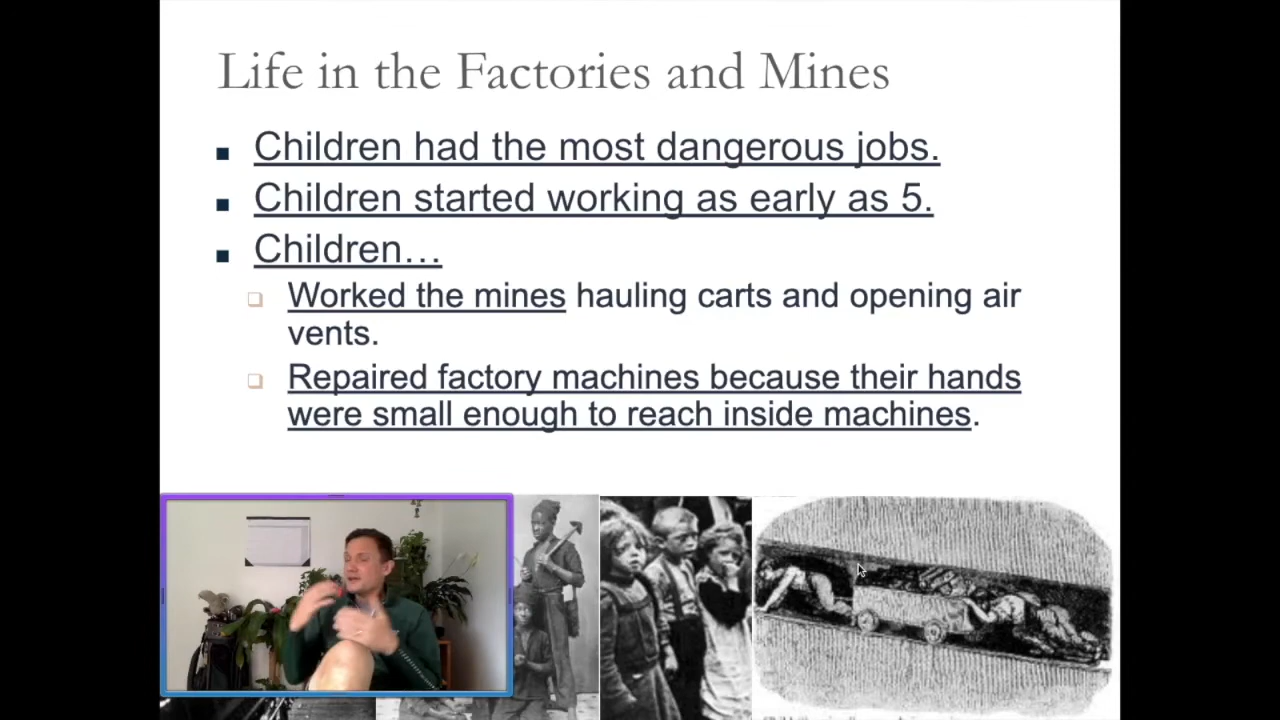 Life in the Factories and Mines
Children had the most dangerous jobs.
Children started working as early as 5.
Children…
Worked the mines hauling carts and opening air
vents.
Repaired factory machines because their hands
were small enough to reach inside machines.